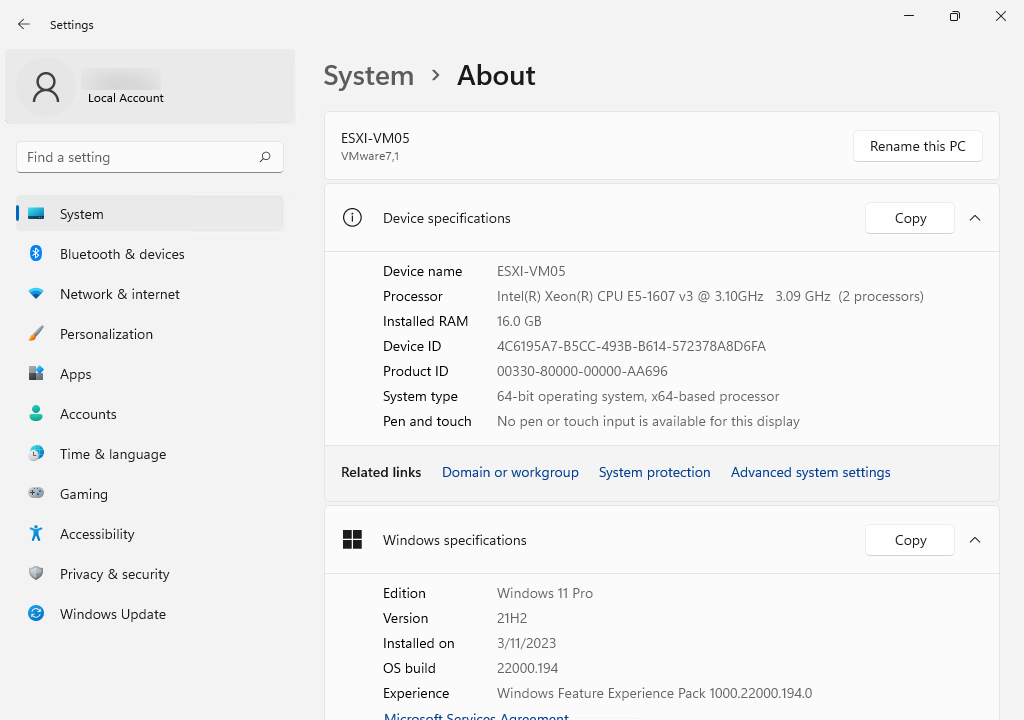 Settings
Local Account
Find a setting
System
Bluetooth & devices
Network & internet
Personalization
Apps
Accounts
Time & language
Gaming
Accessibility
Privacy & security
Windows Update
System › About
ESXI-VM05
VMware7,1
Rename this PC
Device specifications
Copy
Device name ESXI-VM05
Processor Intel(R) Xeon(R) CPU E5-1607 v3 @ 3.10GHz 3.09 GHz (2 processors)
Installed RAM 16.0 GB
Device ID 4C6195A7-B5CC-493B-B614-572378A8D6FA
Product ID 00330-80000-00000-AA696
System type 64-bit operating system, x64-based processor
Pen and touch No pen or touch input is available for this display
Related links Domain or workgroup System protection Advanced system settings
Windows specifications
Copy
Edition Windows 11 Pro
Version 21H2
Installed on 3/11/2023
OS build 22000.194
Experience Windows Feature Experience Pack 1000.22000.194.0
Microsoft Services Agreement